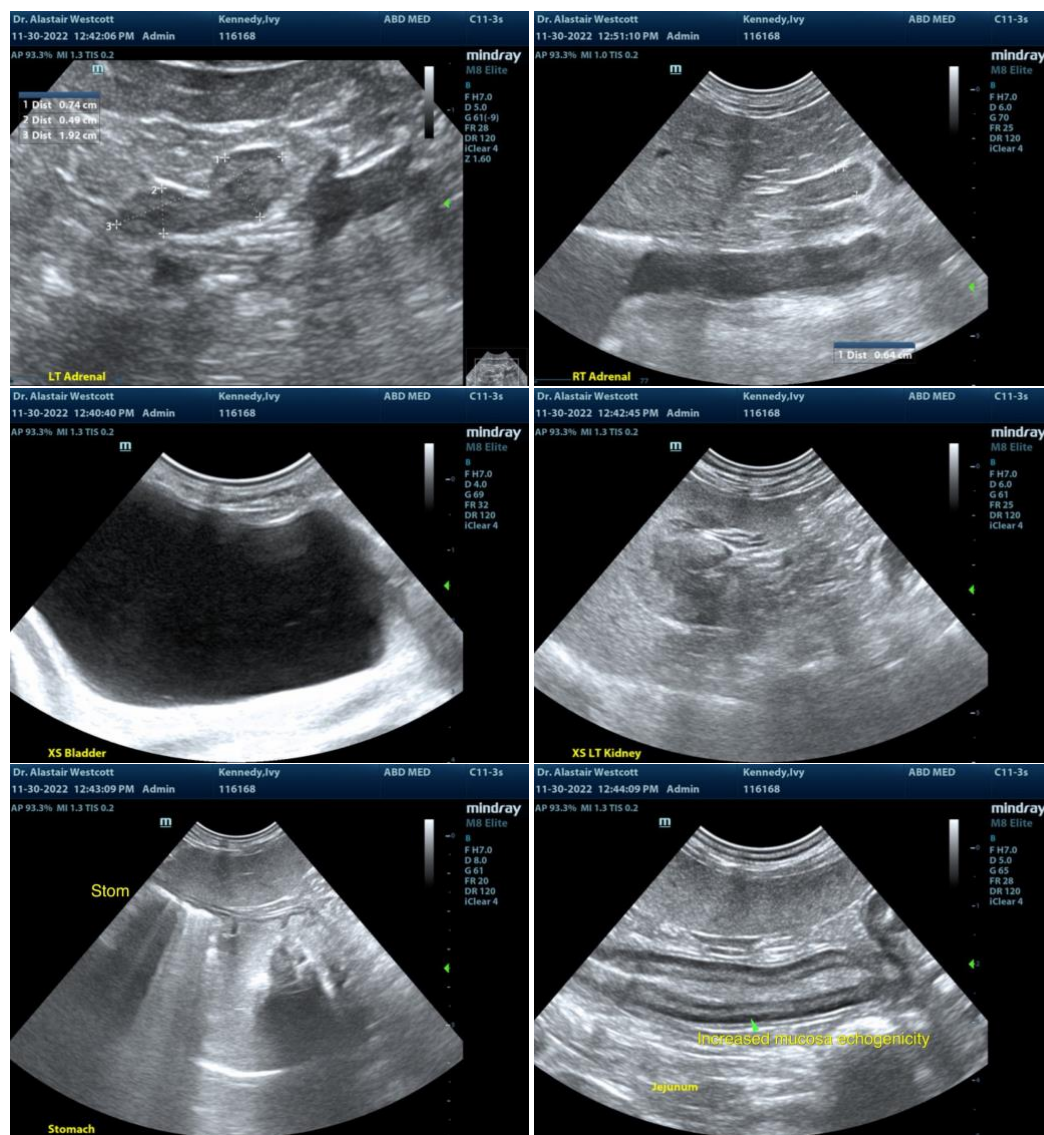 Dr. Alastair Westcott Kennedy,Ivy ABD MED C11-3s
11-30-2022 12:42:06 PM Admin 116168
AP 93.3% MI 1.3 TIS 0.2
mindray
M8 Elite
m
B
F H7.0
D 5.0
G 61(-9)
FR 28
DR 120
iClear 4
Z 1.60
1 Dist 0.74 cm
2 Dist 0.49 cm
3 Dist 1.92 cm
1
2
3
LT Adrenal
Dr. Alastair Westcott Kennedy,Ivy ABD MED C11-3s
11-30-2022 12:51:10 PM Admin 116168
AP 93.3% MI 1.0 TIS 0.2
mindray
M8 Elite
m
B
F H7.0
D 6.0
G 70
FR 25
DR 120
iClear 4
1 Dist 0.64 cm
RT Adrenal
Dr. Alastair Westcott Kennedy,Ivy ABD MED C11-3s
11-30-2022 12:40:40 PM Admin 116168
AP 93.3% MI 1.3 TIS 0.2
mindray
M8 Elite
m
B
F H7.0
D 4.0
G 69
FR 32
DR 120
iClear 4
XS Bladder
Dr. Alastair Westcott Kennedy,Ivy ABD MED C11-3s
11-30-2022 12:42:45 PM Admin 116168
AP 93.3% MI 1.3 TIS 0.2
mindray
M8 Elite
m
B
F H7.0
D 6.0
G 61
FR 25
DR 120
iClear 4
XS LT Kidney
Dr. Alastair Westcott Kennedy,Ivy ABD MED C11-3s
11-30-2022 12:43:09 PM Admin 116168
AP 93.3% MI 1.3 TIS 0.2
mindray
M8 Elite
m
B
F H7.0
D 8.0
G 61
FR 20
DR 120
iClear 4
Stom
Stomach
Dr. Alastair Westcott Kennedy,Ivy ABD MED C11-3s
11-30-2022 12:44:09 PM Admin 116168
AP 93.3% MI 1.3 TIS 0.2
mindray
M8 Elite
m
B
F H7.0
D 5.0
G 65
FR 28
DR 120
iClear 4
Increased mucosa echogenicity
Jejunum